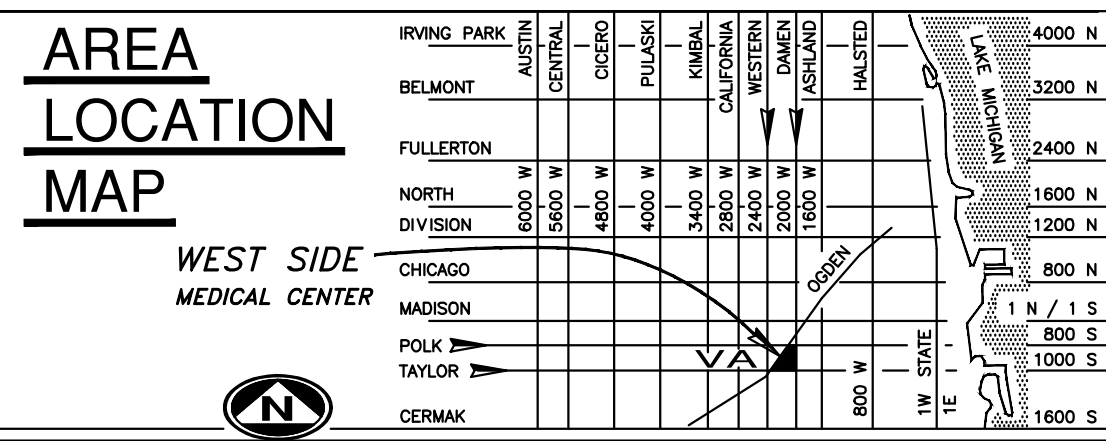 AREA
LOCATION
MAP
WEST SIDE
MEDICAL CENTER
N
IRVING PARK
BELMONT
FULLERTON
NORTH
DIVISION
CHICAGO
MADISON
POLK
TAYLOR
CERMAK
AUSTIN
CENTRAL
CICERO
PULASKI
KIMBAL
CALIFORNIA
WESTERN
DAMEN
ASHLAND
HALSTED
6000 W
5600 W
4800 W
4000 W
3400 W
2800 W
2400 W
2000 W
1600 W
800 W
OGDEN
VA
1W STATE
1E
LAKE MICHIGAN
4000 N
3200 N
2400 N
1600 N
1200 N
800 N
1 N / 1 S
800 S
1000 S
1600 S